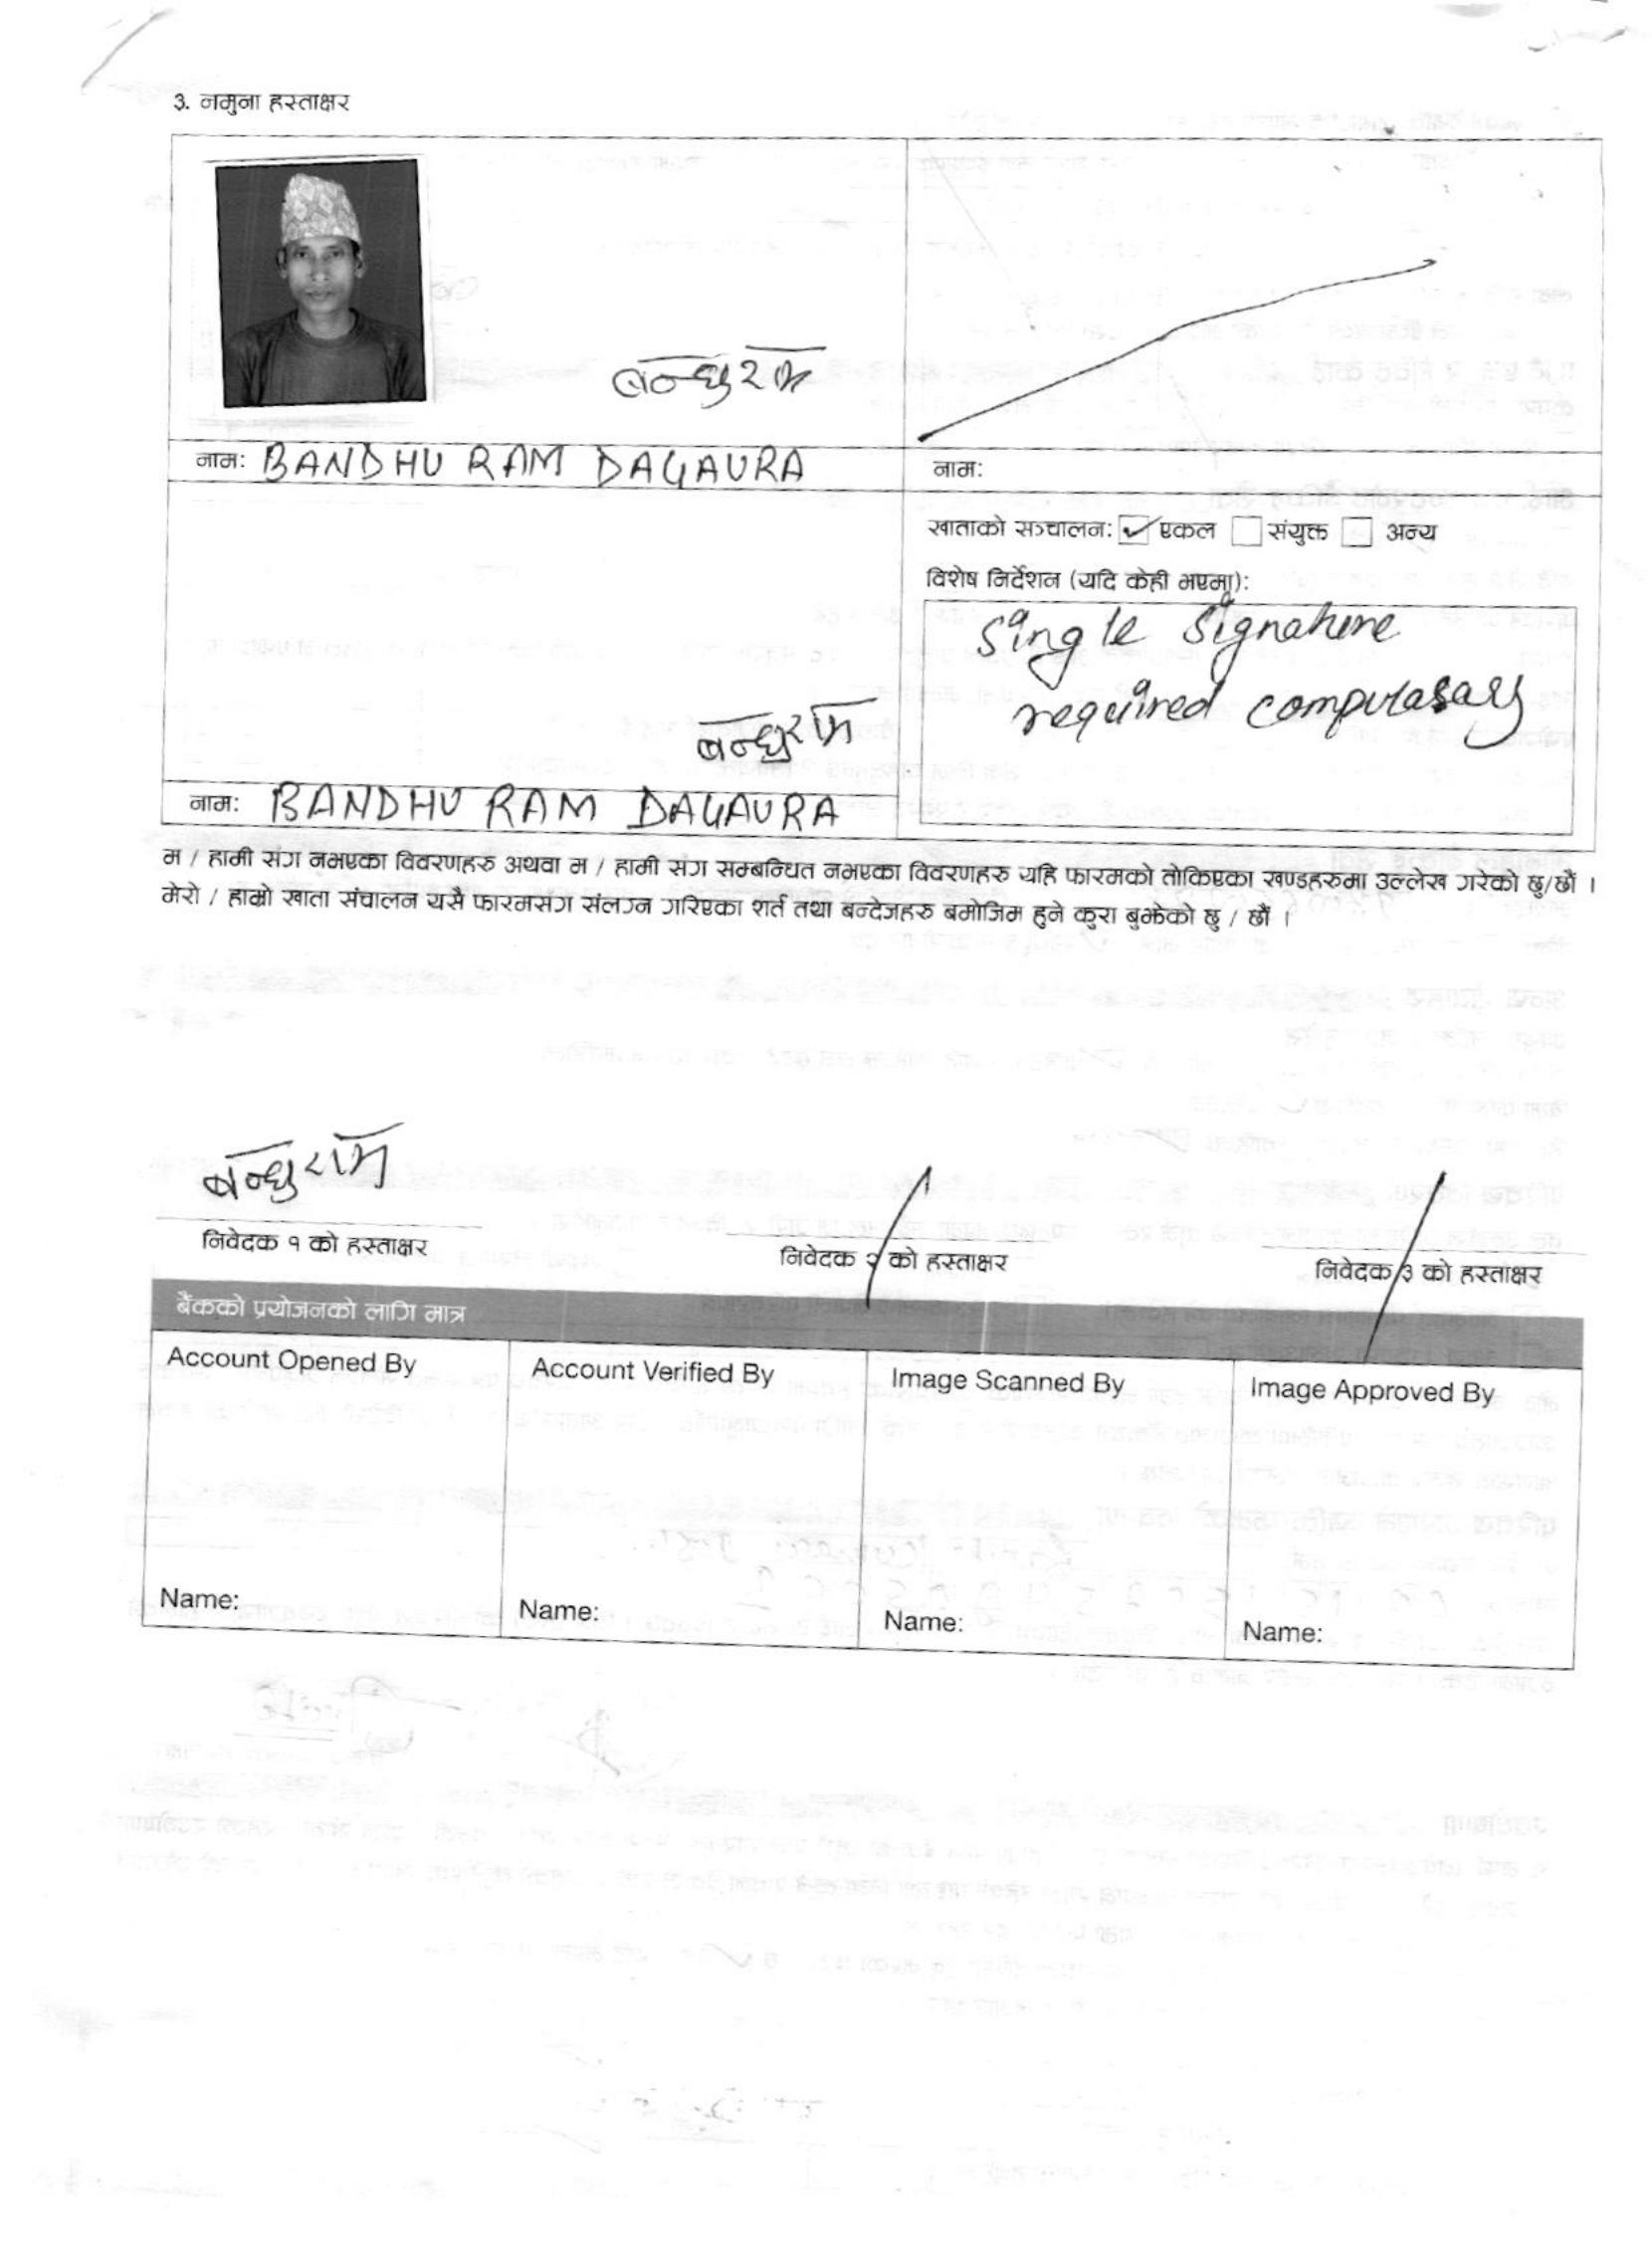 ३. नमुना हस्ताक्षर
बन्धुराम
नाम: BANDHU RAM DAGAURA
नाम:
खाताको सञ्चालन: ✓ एकल संयुक्त अन्य
विशेष निर्देशन (यदि केही भएमा):
single signature
required compulasary
बन्धुराम
नाम: BANDHU RAM DAGAURA
म / हामी संग नभएका विवरणहरु अथवा म / हामी संग सम्बन्धित नभएका विवरणहरु यहि फारमको तोकिएका खण्डहरुमा उल्लेख गरेको छु/छौं ।
मेरो / हाम्रो खाता संचालन यसै फारमसंग संलग्न गरिएका शर्त तथा बन्देजहरु बमोजिम हुने कुरा बुझेको छु / छौं ।
बन्धुराम
निवेदक १ को हस्ताक्षर निवेदक २ को हस्ताक्षर निवेदक ३ को हस्ताक्षर
बैंकको प्रयोजनको लागि मात्र
Account Opened By Account Verified By Image Scanned By Image Approved By
Name: Name: Name: Name: